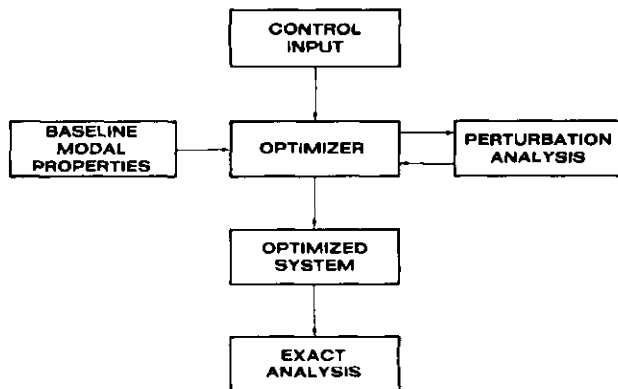 CONTROL
INPUT
BASELINE
MODAL
PROPERTIES
OPTIMIZER
PERTURBATION
ANALYSIS
OPTIMIZED
SYSTEM
EXACT
ANALYSIS